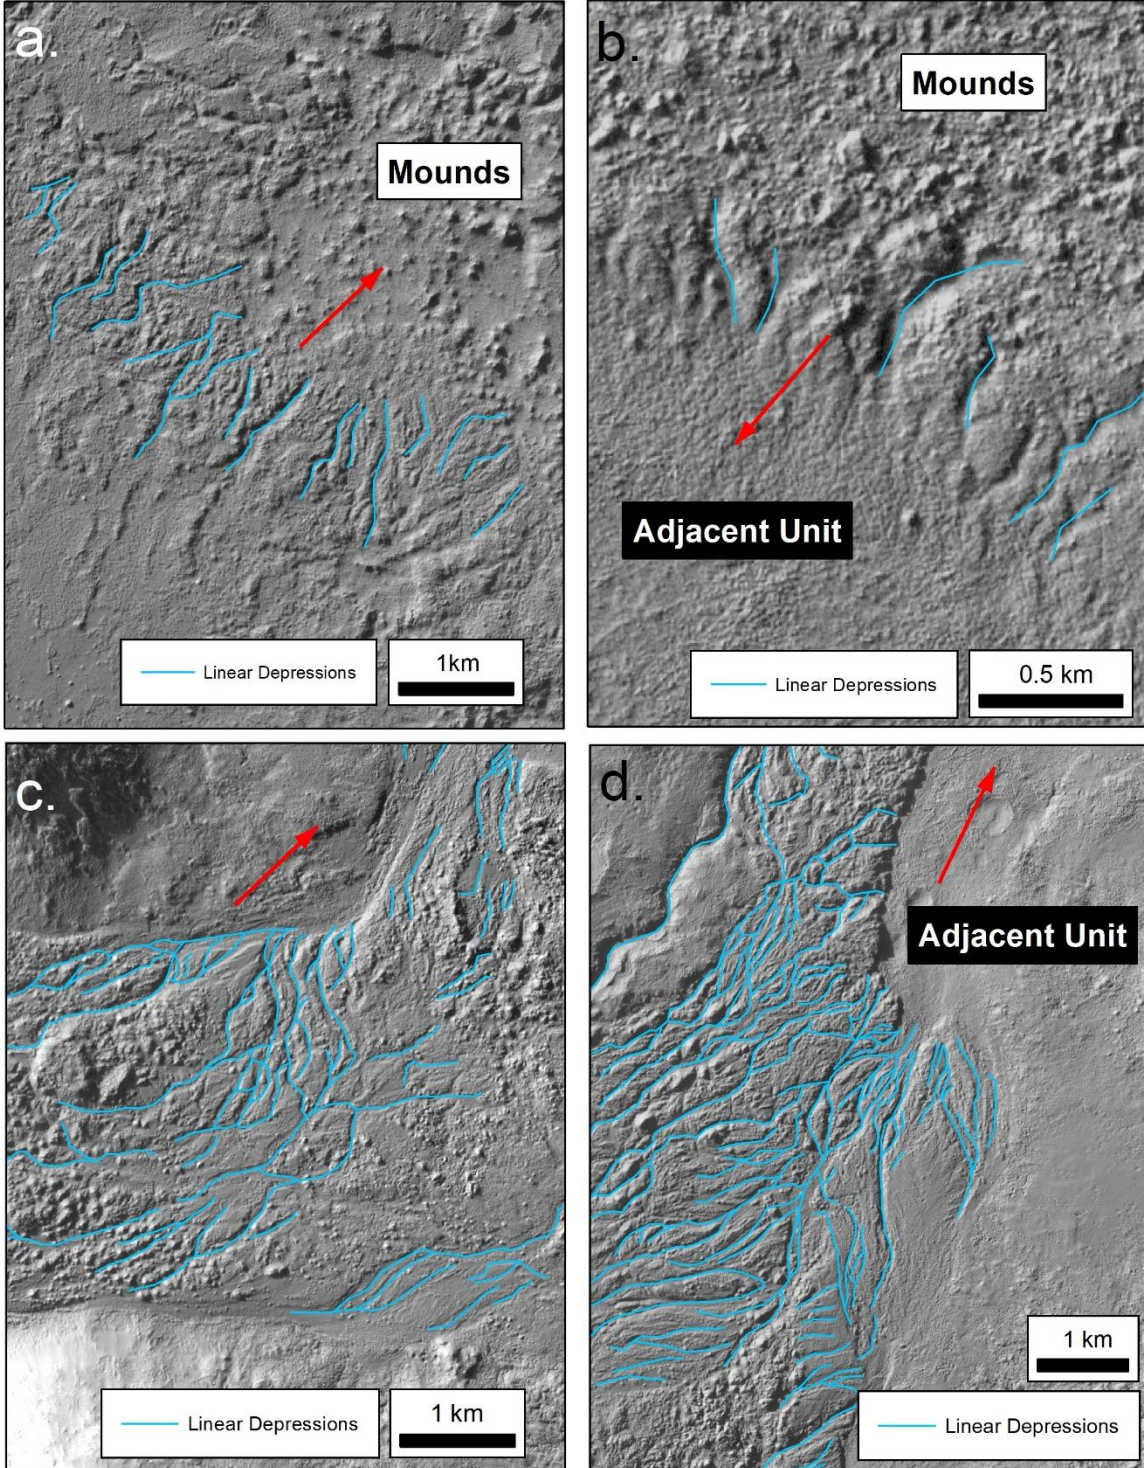 a.
Mounds
Linear Depressions
1km
b.
Mounds
Adjacent Unit
Linear Depressions
0.5 km
c.
Linear Depressions
1 km
d.
Adjacent Unit
1 km
Linear Depressions